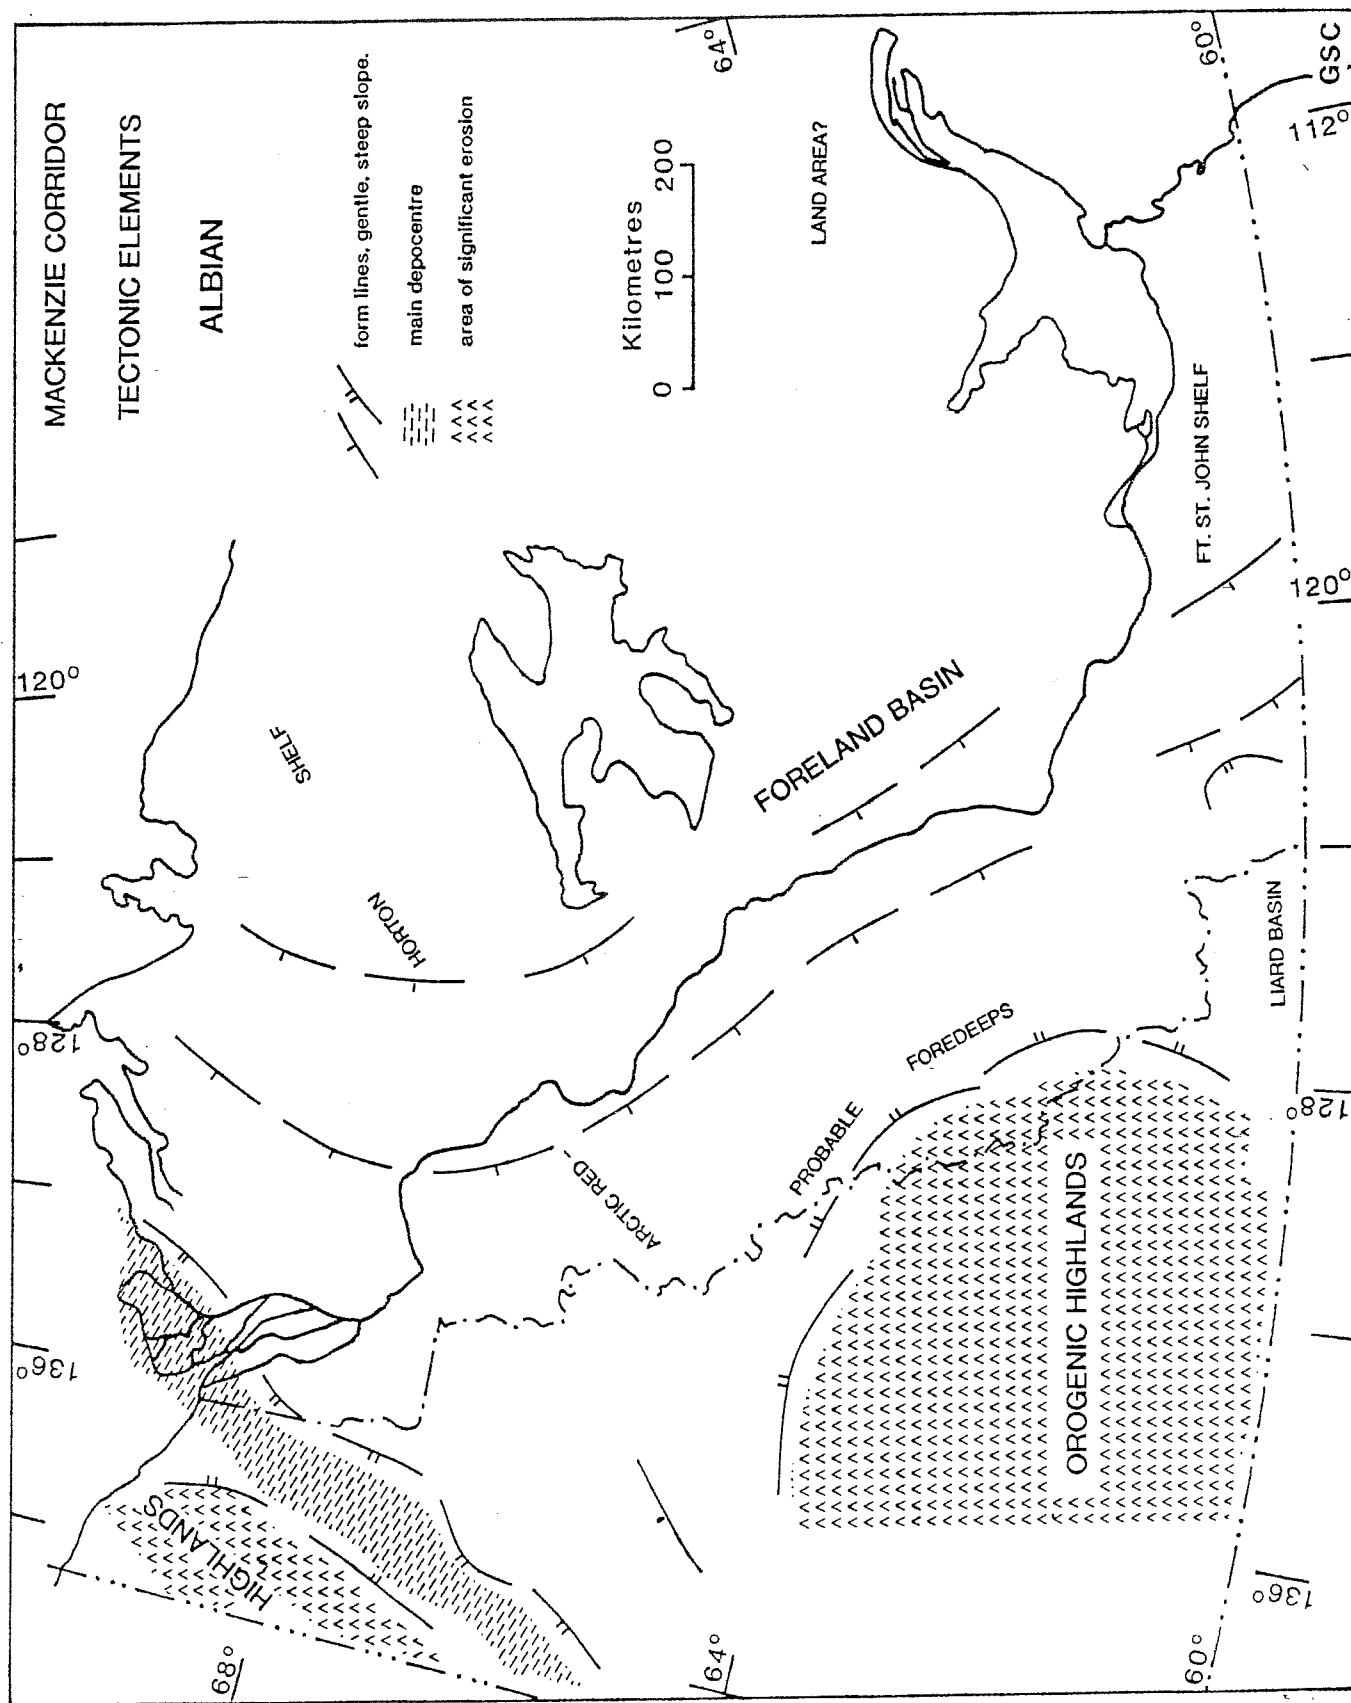 MACKENZIE CORRIDOR
TECTONIC ELEMENTS
ALBIAN
form lines, gentle, steep slope.
main depocentre
area of significant erosion
Kilometres
0 100 200
LAND AREA?
64°
60°
GSC
112°
120°
120°
128°
128°
136°
136°
68°
64°
60°
SHELF
HORTON
FORELAND BASIN
FT. ST. JOHN SHELF
LIARD BASIN
FOREDEEPS
PROBABLE
ARCTIC RED -
OROGENIC HIGHLANDS
HIGHLANDS